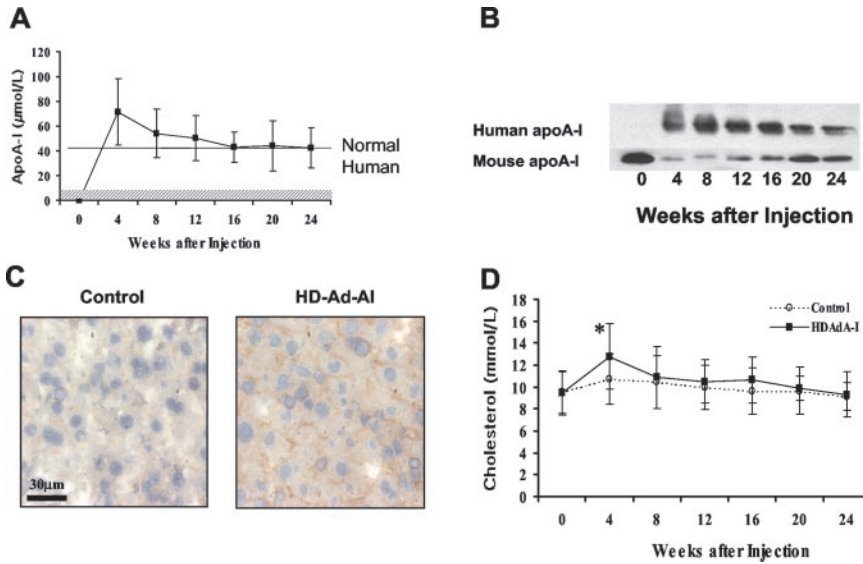 A
ApoA-I (μmol/L)
120
100
80
60
40
20
0
Normal
Human
0 4 8 12 16 20 24
Weeks after Injection
B
Human apoA-I
Mouse apoA-I
0 4 8 12 16 20 24
Weeks after Injection
C
Control
HD-Ad-AI
30μm
D
Cholesterol (mmol/L)
18
16
14
12
10
8
6
4
2
0
*
Control
HDAdA-I
0 4 8 12 16 20 24
Weeks after Injection